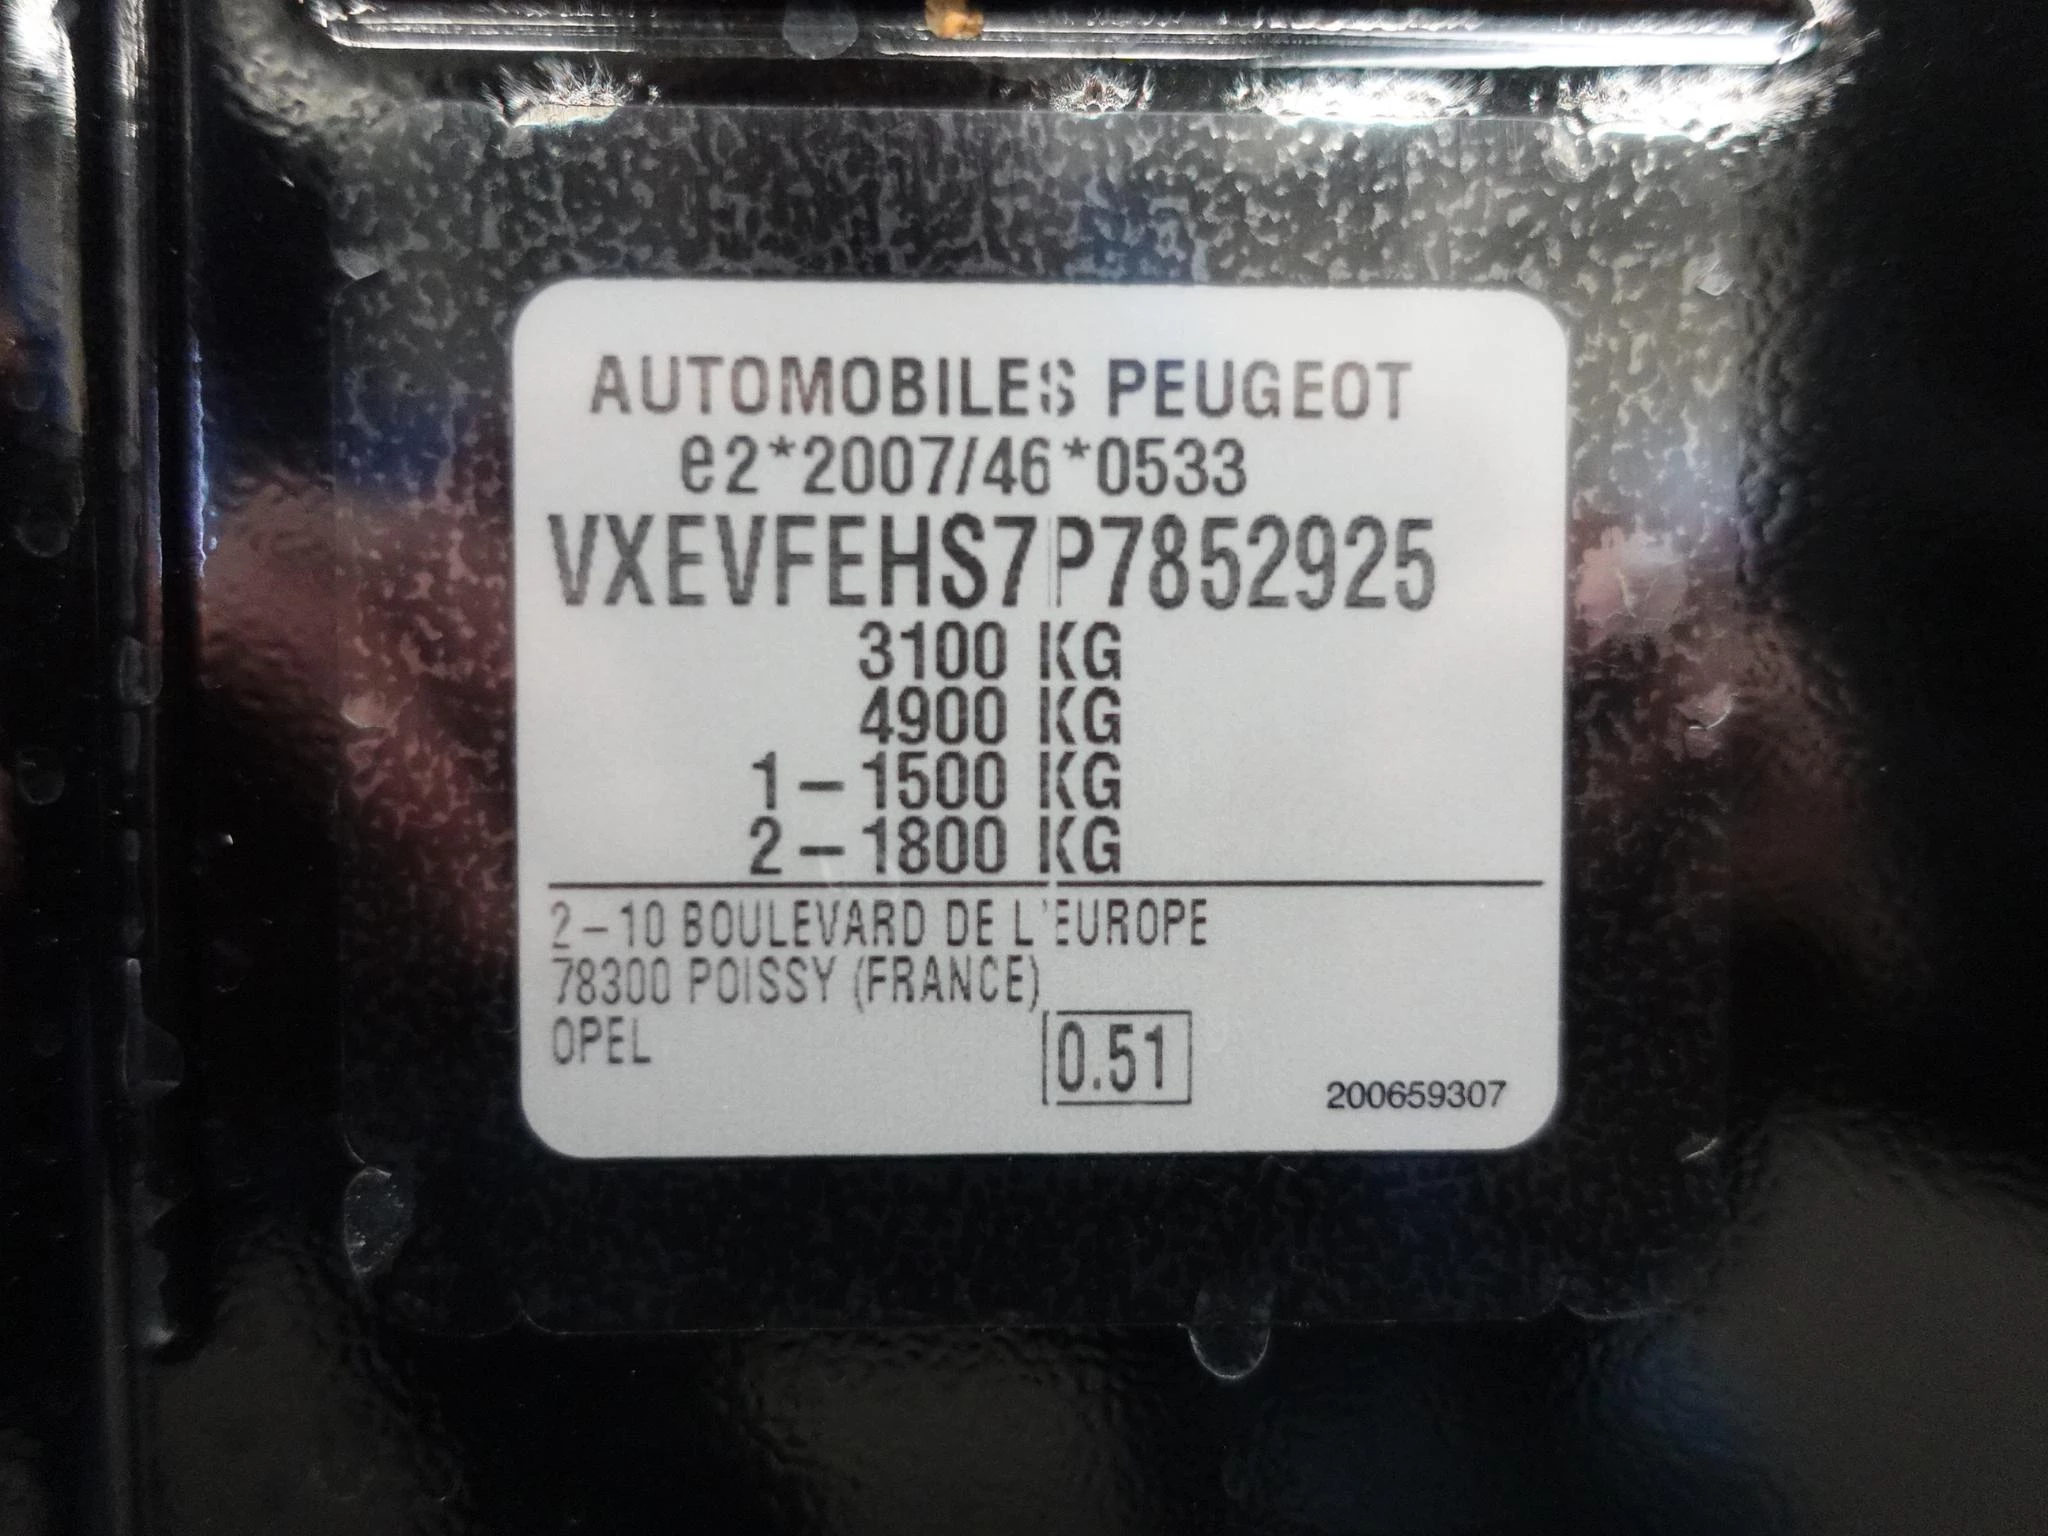 AUTOMOBILES PEUGEOT
e2*2007/46*0533
VXEVFEHS7P7852925
3100 KG
4900 KG
1-1500 KG
2-1800 KG
2-10 BOULEVARD DE L'EUROPE
78300 POISSY (FRANCE)
OPEL
0.51
200659307